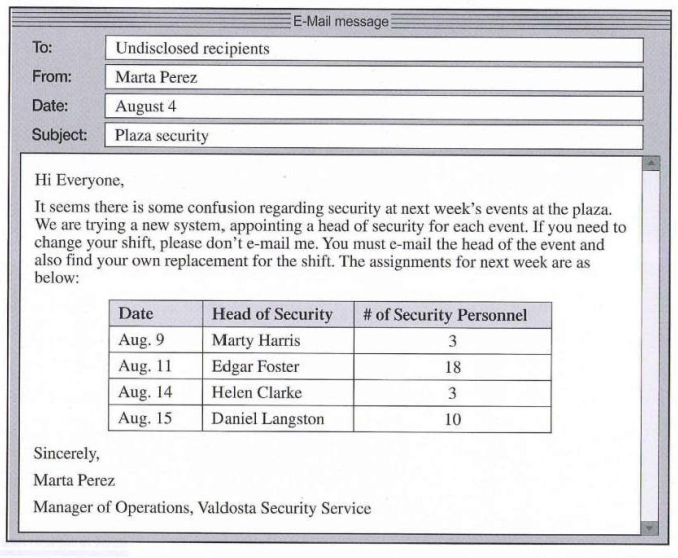 E-Mail message
To: Undisclosed recipients
From: Marta Perez
Date: August 4
Subject: Plaza security
Hi Everyone,
It seems there is some confusion regarding security at next week's events at the plaza.
We are trying a new system, appointing a head of security for each event. If you need to
change your shift, please don't e-mail me. You must e-mail the head of the event and
also find your own replacement for the shift. The assignments for next week are as
below:
Date Head of Security # of Security Personnel
Aug. 9 Marty Harris 3
Aug. 11 Edgar Foster 18
Aug. 14 Helen Clarke 3
Aug. 15 Daniel Langston 10
Sincerely,
Marta Perez
Manager of Operations, Valdosta Security Service